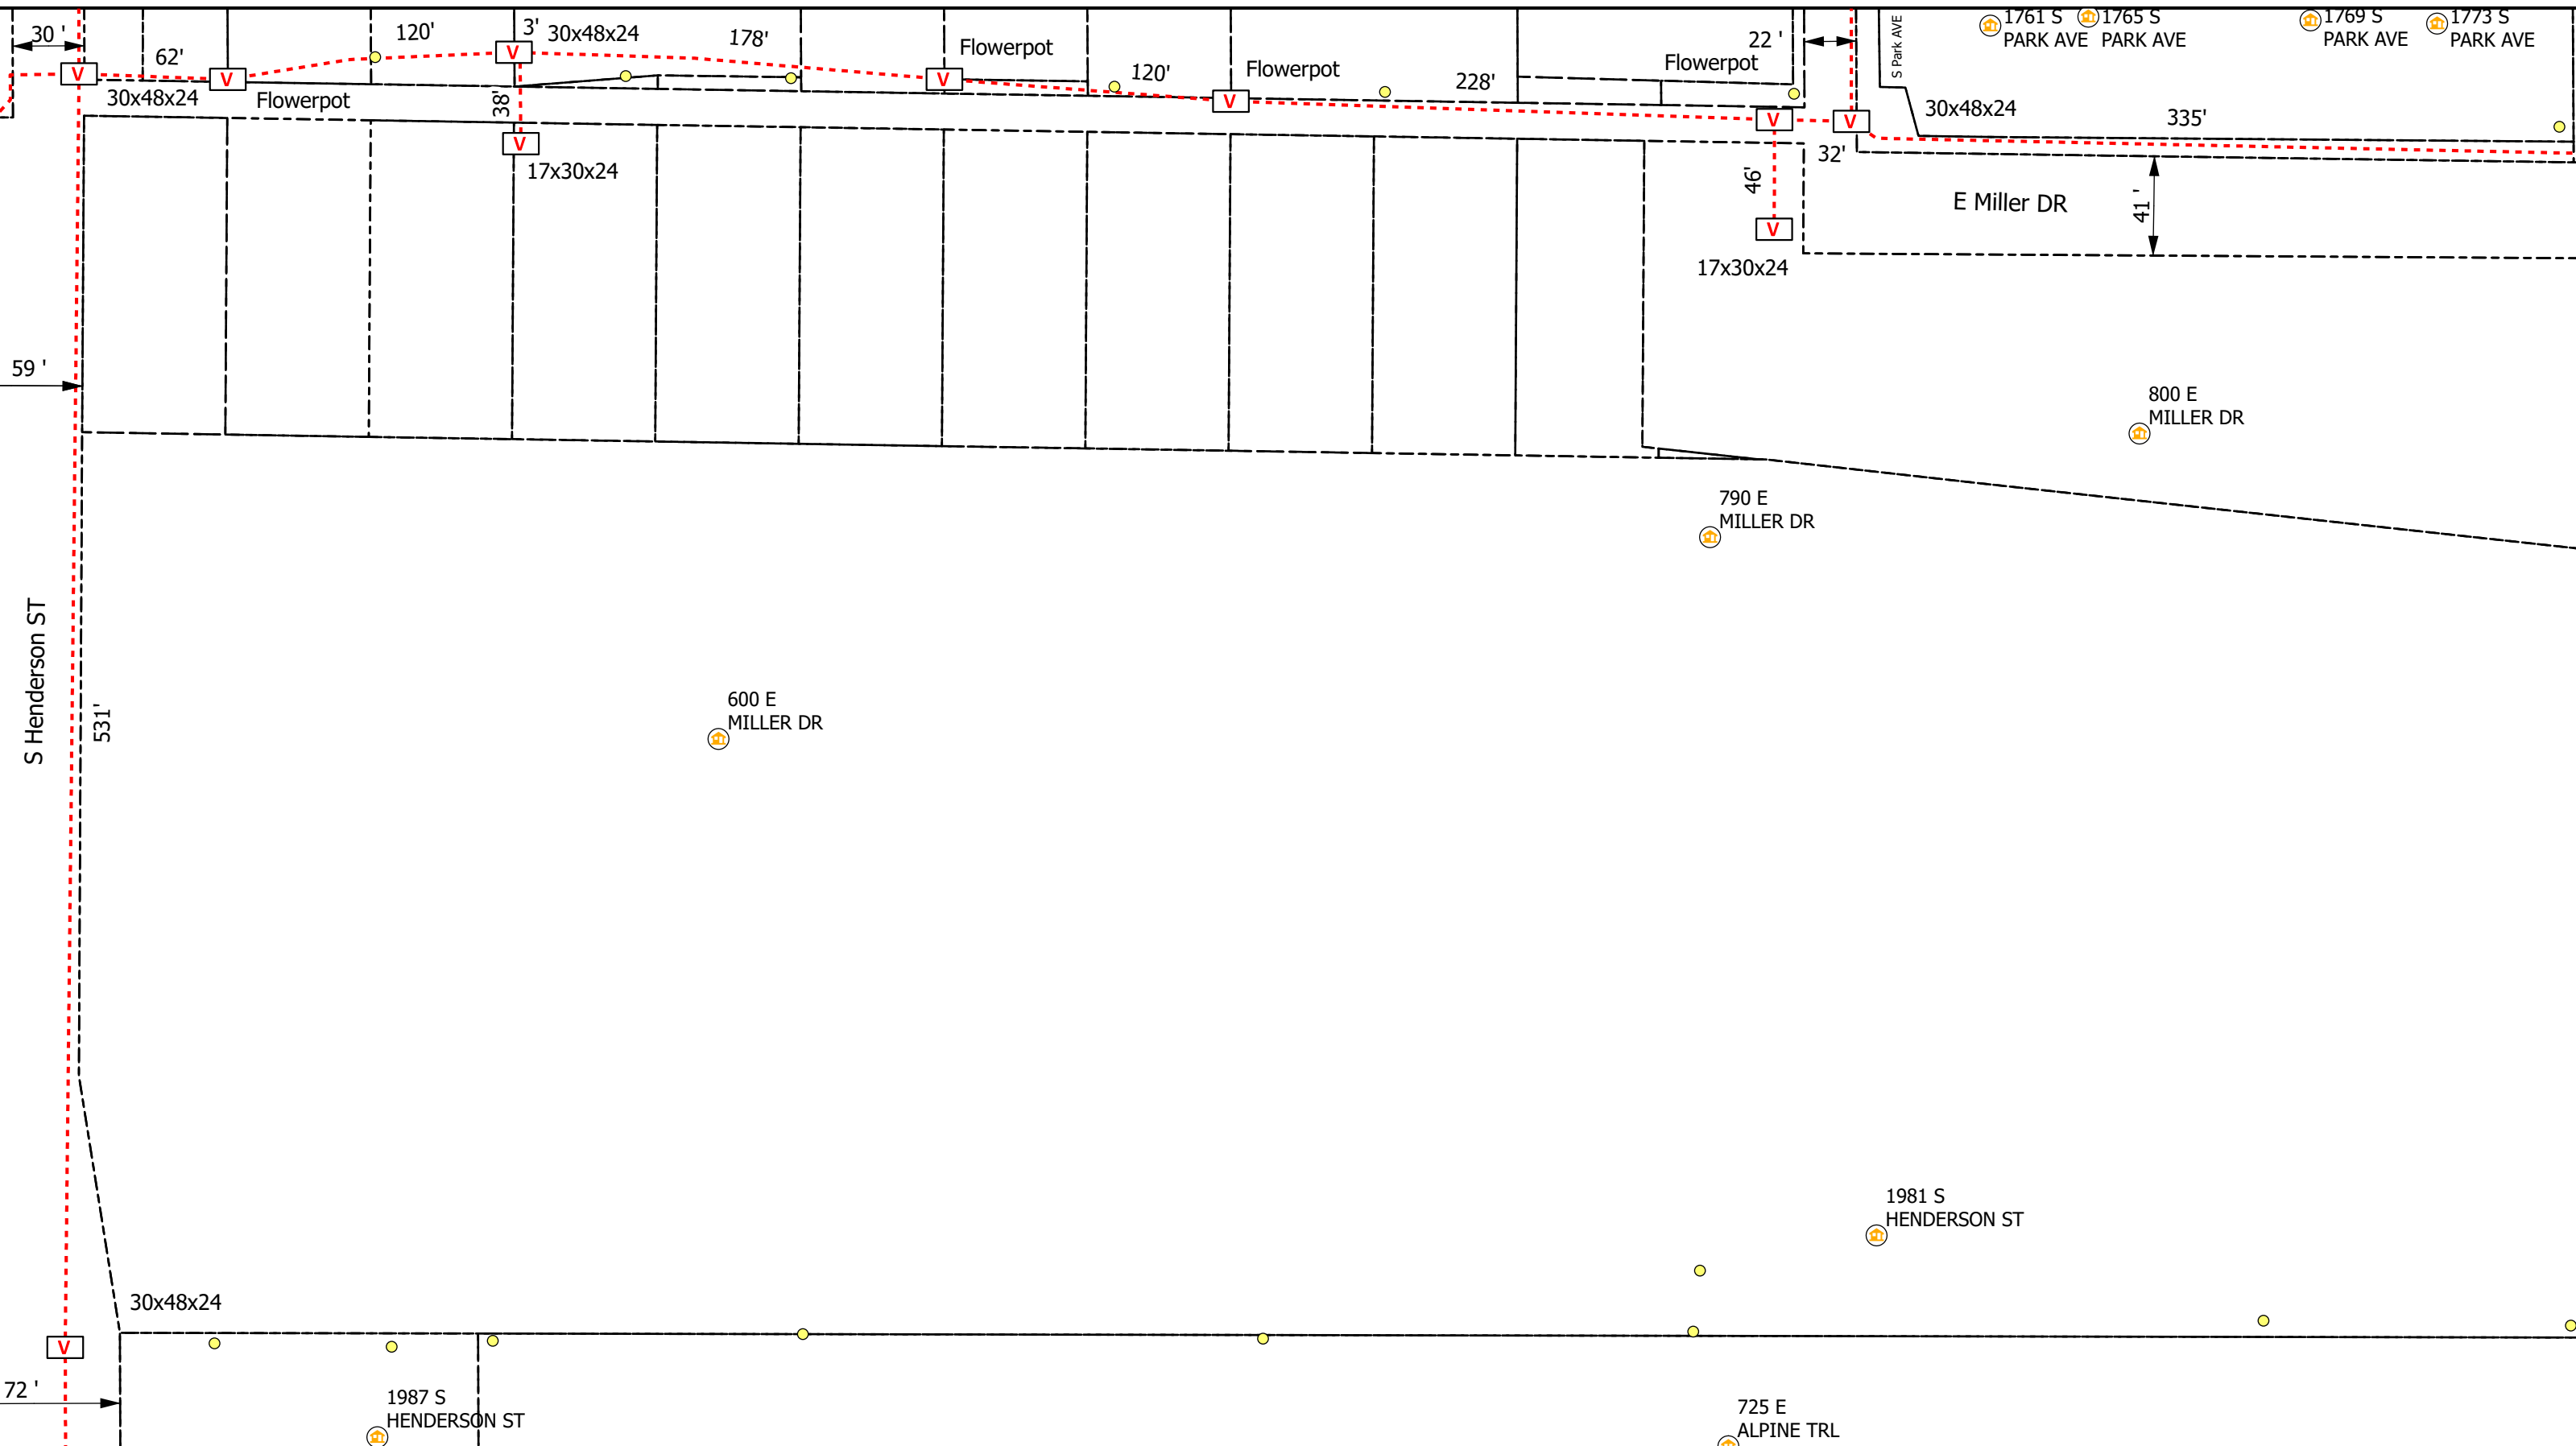 30 '
120'
3'
30x48x24
178'
Flowerpot
22 '
S Park AVE
1761 S
PARK AVE
1765 S
PARK AVE
1769 S
PARK AVE
1773 S
PARK AVE
V
62'
V
V
V
120'
Flowerpot
228'
Flowerpot
30x48x24
Flowerpot
38'
V
V
V
30x48x24
335'
V
17x30x24
46'
32'
V
17x30x24
E Miller DR
41 '
59 '
800 E
MILLER DR
790 E
MILLER DR
S Henderson ST
531'
600 E
MILLER DR
1981 S
HENDERSON ST
30x48x24
V
72 '
1987 S
HENDERSON ST
725 E
ALPINE TRL